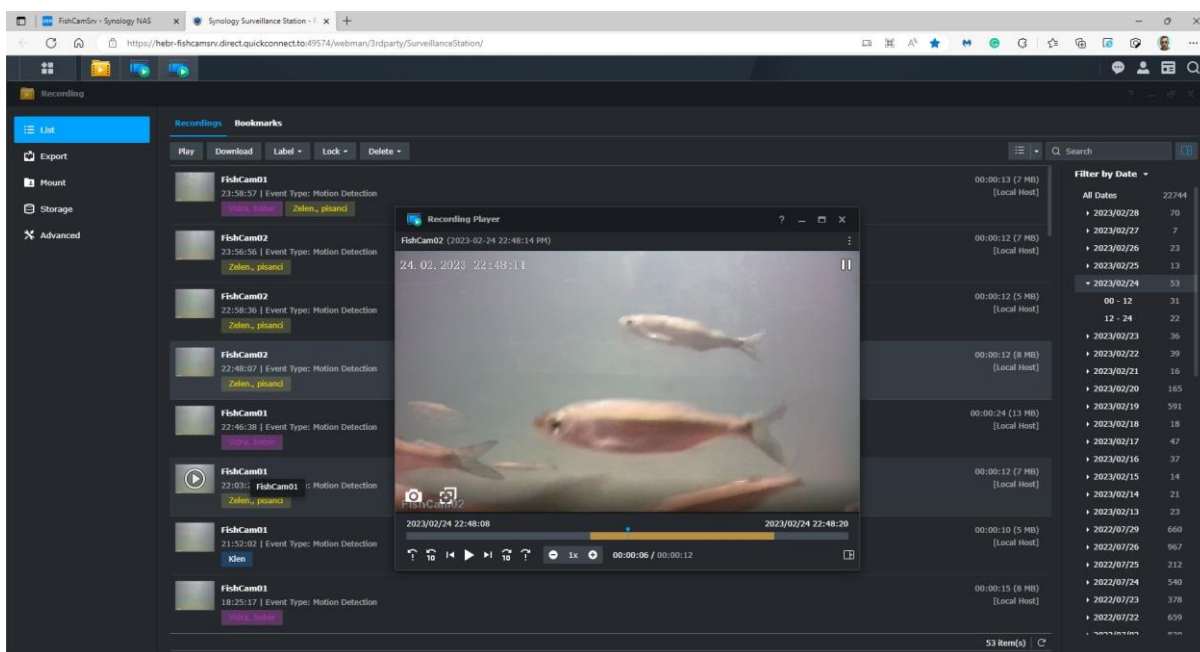 FishCamSrv - Synology NAS
Synology Surveillance Station - F
https://hebr-fishcamsrv.direct.quickconnect.to:49574/webman/3rdparty/SurveillanceStation/
Recording
List
Export
Mount
Storage
Advanced
Recordings Bookmarks
Play Download Label Lock Delete
Search
FishCam01
23:58:57 | Event Type: Motion Detection
Vidra, bober Zelen., pisanci
00:00:13 (7 MB)
[Local Host]
FishCam02
23:56:56 | Event Type: Motion Detection
Zelen., pisanci
00:00:12 (7 MB)
[Local Host]
FishCam02
22:58:36 | Event Type: Motion Detection
Zelen., pisanci
00:00:12 (5 MB)
[Local Host]
FishCam02
22:48:07 | Event Type: Motion Detection
Zelen., pisanci
00:00:12 (8 MB)
[Local Host]
FishCam01
22:46:38 | Event Type: Motion Detection
Vidra, bober
00:00:24 (13 MB)
[Local Host]
FishCam01
22:03: : Motion Detection
FishCam01
Zelen., pisanci
00:00:12 (7 MB)
[Local Host]
FishCam01
21:52:02 | Event Type: Motion Detection
Klen
00:00:10 (5 MB)
[Local Host]
FishCam01
18:25:17 | Event Type: Motion Detection
Vidra, bober
00:00:15 (8 MB)
[Local Host]
53 item(s)
Recording Player
FishCam02 (2023-02-24 22:48:14 PM)
24.02.2023 22:48:14
FishCam02
2023/02/24 22:48:08 2023/02/24 22:48:20
10 10 1x 00:00:06 / 00:00:12
Filter by Date
All Dates 22744
2023/02/28 70
2023/02/27 7
2023/02/26 23
2023/02/25 13
2023/02/24 53
00 - 12 31
12 - 24 22
2023/02/23 36
2023/02/22 39
2023/02/21 16
2023/02/20 165
2023/02/19 591
2023/02/18 18
2023/02/17 47
2023/02/16 37
2023/02/15 14
2023/02/14 21
2023/02/13 23
2022/07/29 660
2022/07/26 967
2022/07/25 212
2022/07/24 540
2022/07/23 378
2022/07/22 659